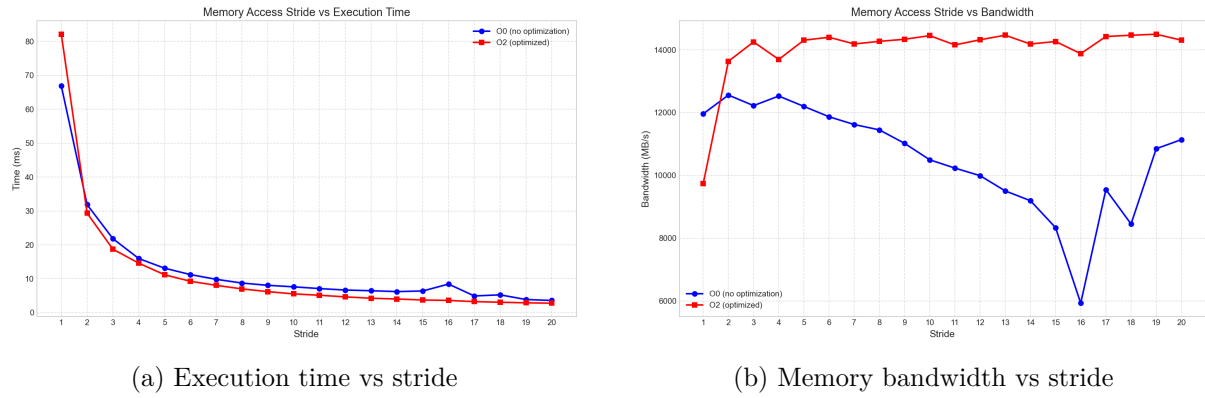 Memory Access Stride vs Execution Time
O0 (no optimization)
O2 (optimized)
80
70
60
50
40
30
20
10
0
Time (ms)
1 2 3 4 5 6 7 8 9 10 11 12 13 14 15 16 17 18 19 20
Stride
(a) Execution time vs stride
Memory Access Stride vs Bandwidth
14000
12000
10000
8000
6000
Bandwidth (MB/s)
O0 (no optimization)
O2 (optimized)
1 2 3 4 5 6 7 8 9 10 11 12 13 14 15 16 17 18 19 20
Stride
(b) Memory bandwidth vs stride